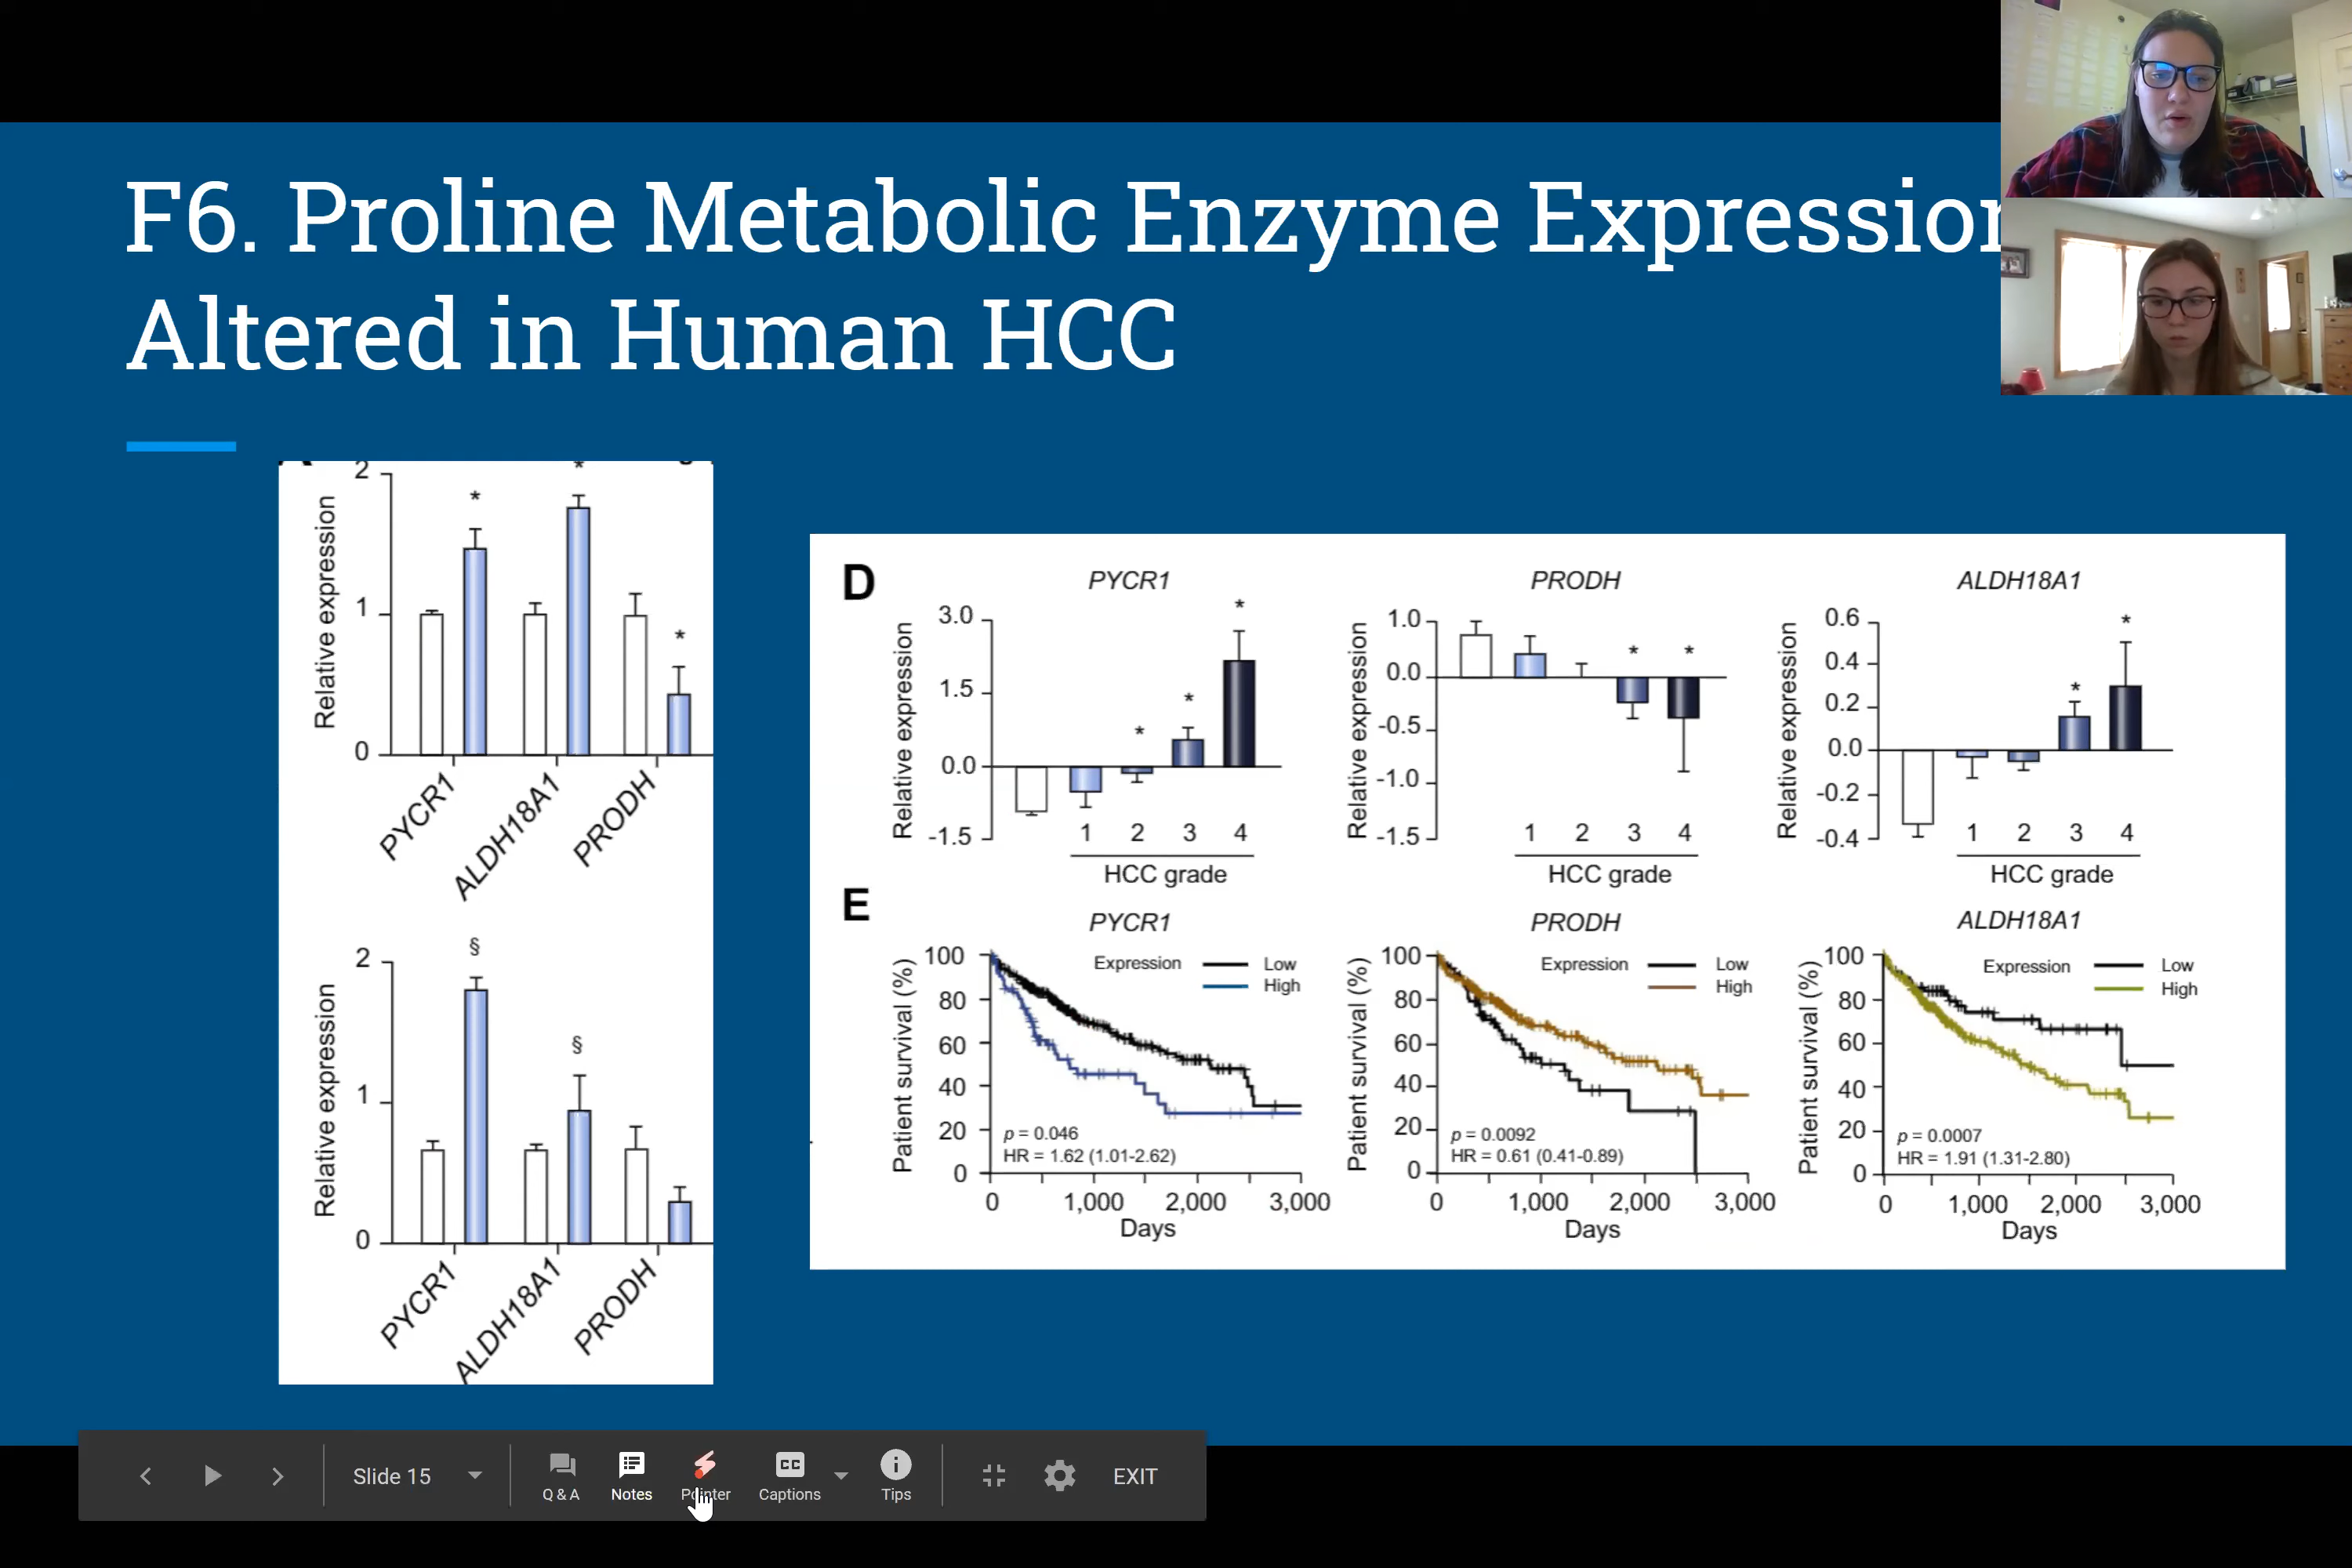 F6. Proline Metabolic Enzyme Expression
Altered in Human HCC
Relative expression
2
1
0
*
*
*
PYCR1
ALDH18A1
PRODH
Relative expression
2
1
0
§
§
PYCR1
ALDH18A1
PRODH
D
PYCR1
Relative expression
3.0
1.5
0.0
-1.5
*
*
*
1 2 3 4
HCC grade
PRODH
Relative expression
1.0
0.0
-0.5
-1.0
-1.5
*
*
1 2 3 4
HCC grade
ALDH18A1
Relative expression
0.6
0.4
0.2
0.0
-0.2
-0.4
*
*
1 2 3 4
HCC grade
E
PYCR1
Patient survival (%)
100
80
60
40
20
0
Expression
Low
High
p = 0.046
HR = 1.62 (1.01-2.62)
0 1,000 2,000 3,000
Days
PRODH
Patient survival (%)
100
80
60
40
20
0
Expression
Low
High
p = 0.0092
HR = 0.61 (0.41-0.89)
0 1,000 2,000 3,000
Days
ALDH18A1
Patient survival (%)
100
80
60
40
20
0
Expression
Low
High
p = 0.0007
HR = 1.91 (1.31-2.80)
0 1,000 2,000 3,000
Days
Slide 15
Q & A
Notes
Pointer
CC
Captions
Tips
EXIT